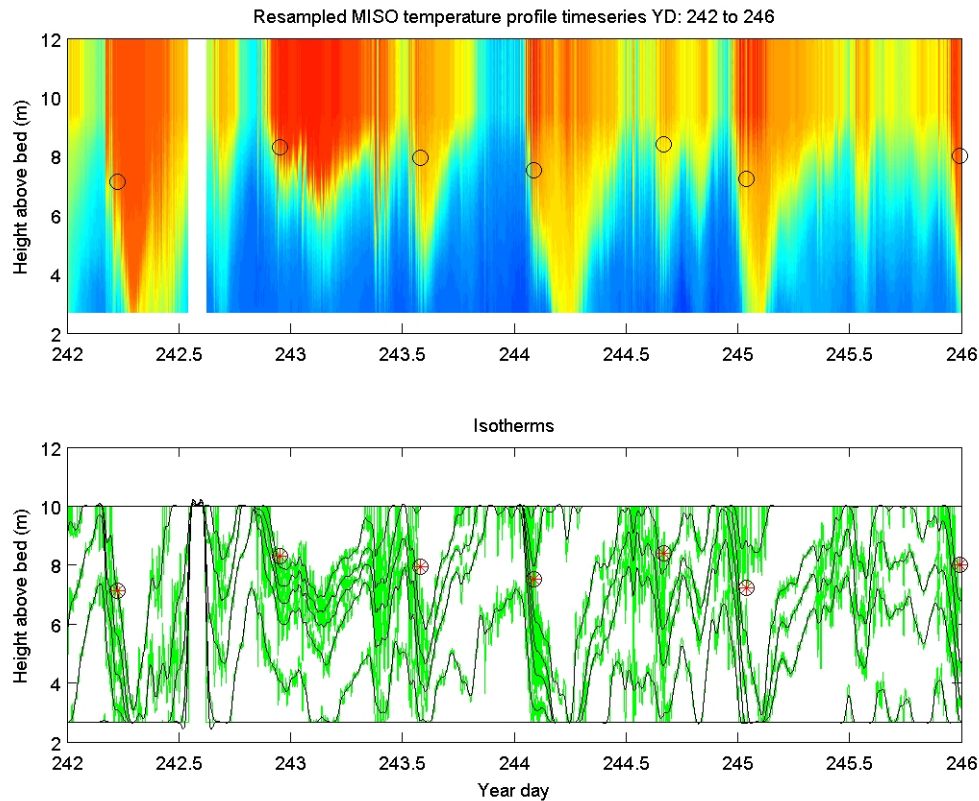 Resampled MISO temperature profile timeseries YD: 242 to 246
Height above bed (m)
12
10
8
6
4
2
242 242.5 243 243.5 244 244.5 245 245.5 246
Isotherms
Height above bed (m)
12
10
8
6
4
2
242 242.5 243 243.5 244 244.5 245 245.5 246
Year day